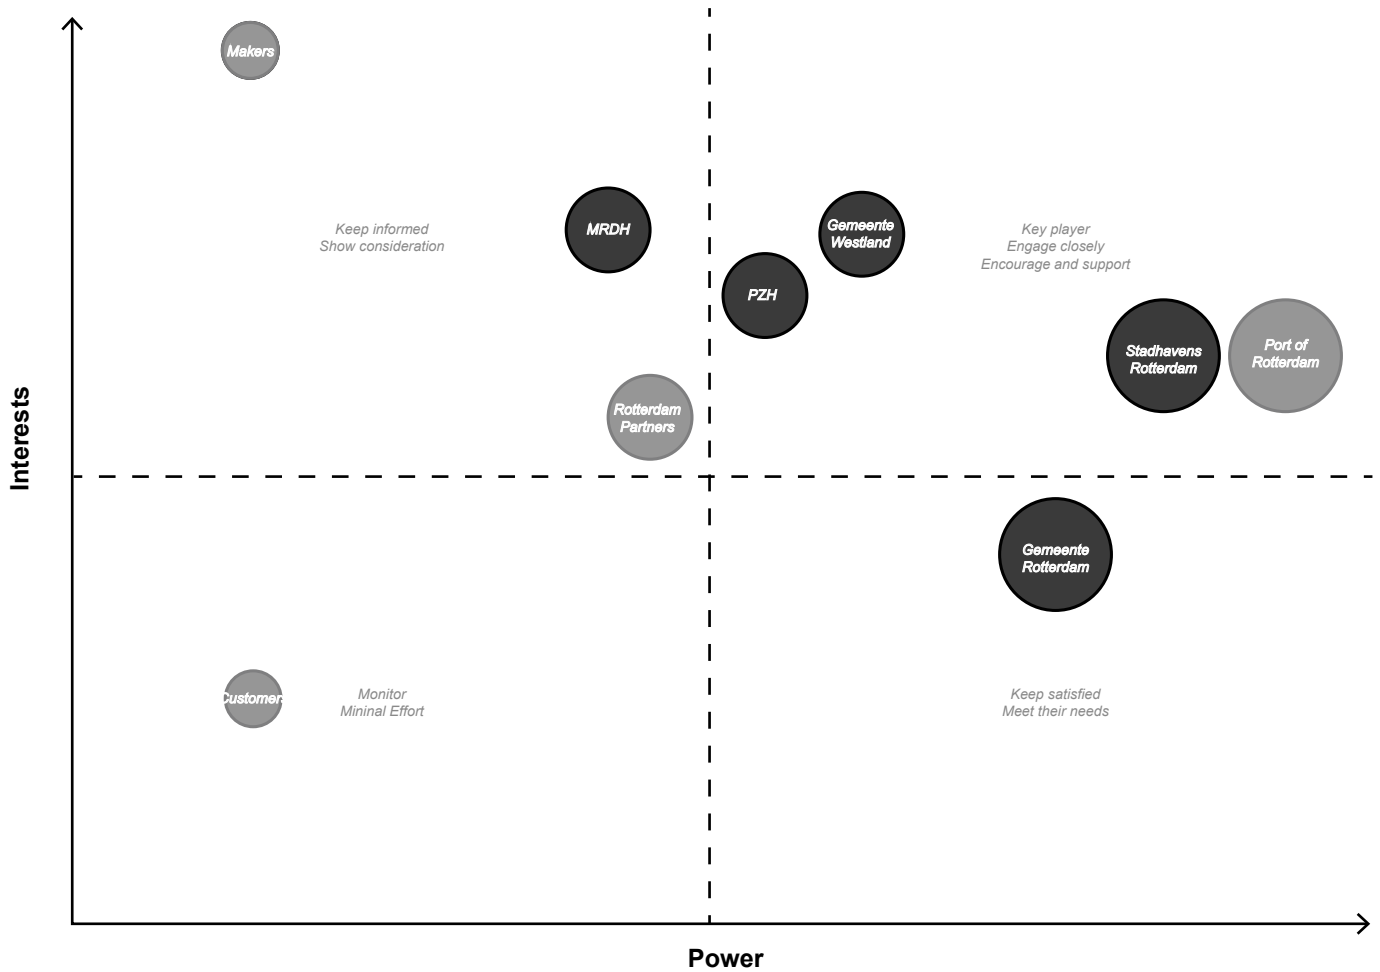 Makers
Keep informed
Show consideration
MRDH
Gemeente
Westland
PZH
Key player
Engage closely
Encourage and support
Stadhavens
Rotterdam
Port of
Rotterdam
Rotterdam
Partners
Interests
Gemeente
Rotterdam
Customers
Monitor
Mininal Effort
Keep satisfied
Meet their needs
Power